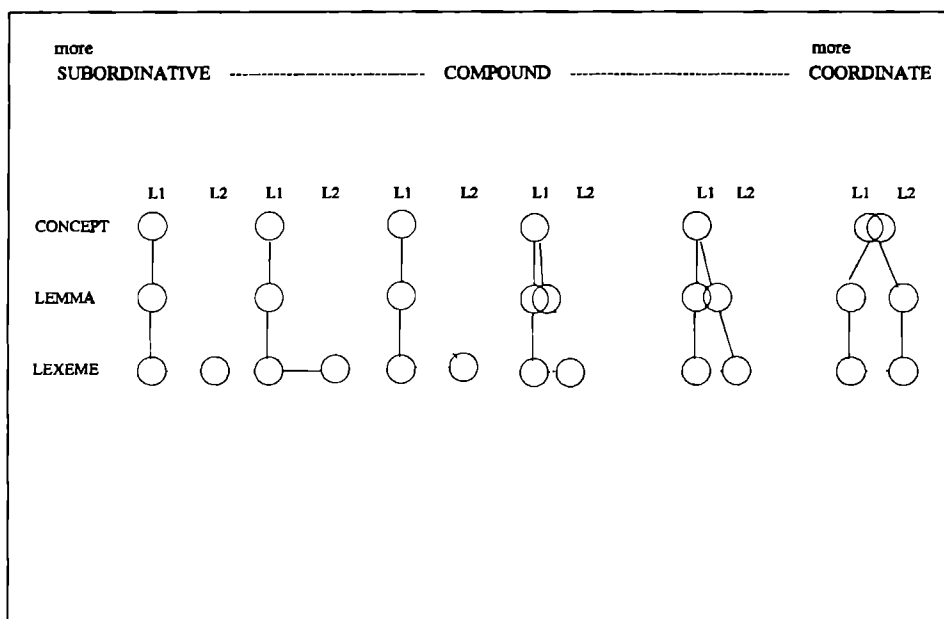 more more
SUBORDINATIVE ---------------------- COMPOUND ------------------------- COORDINATE
L1 L2 L1 L2 L1 L2 L1 L2 L1 L2 L1 L2
CONCEPT
LEMMA
LEXEME